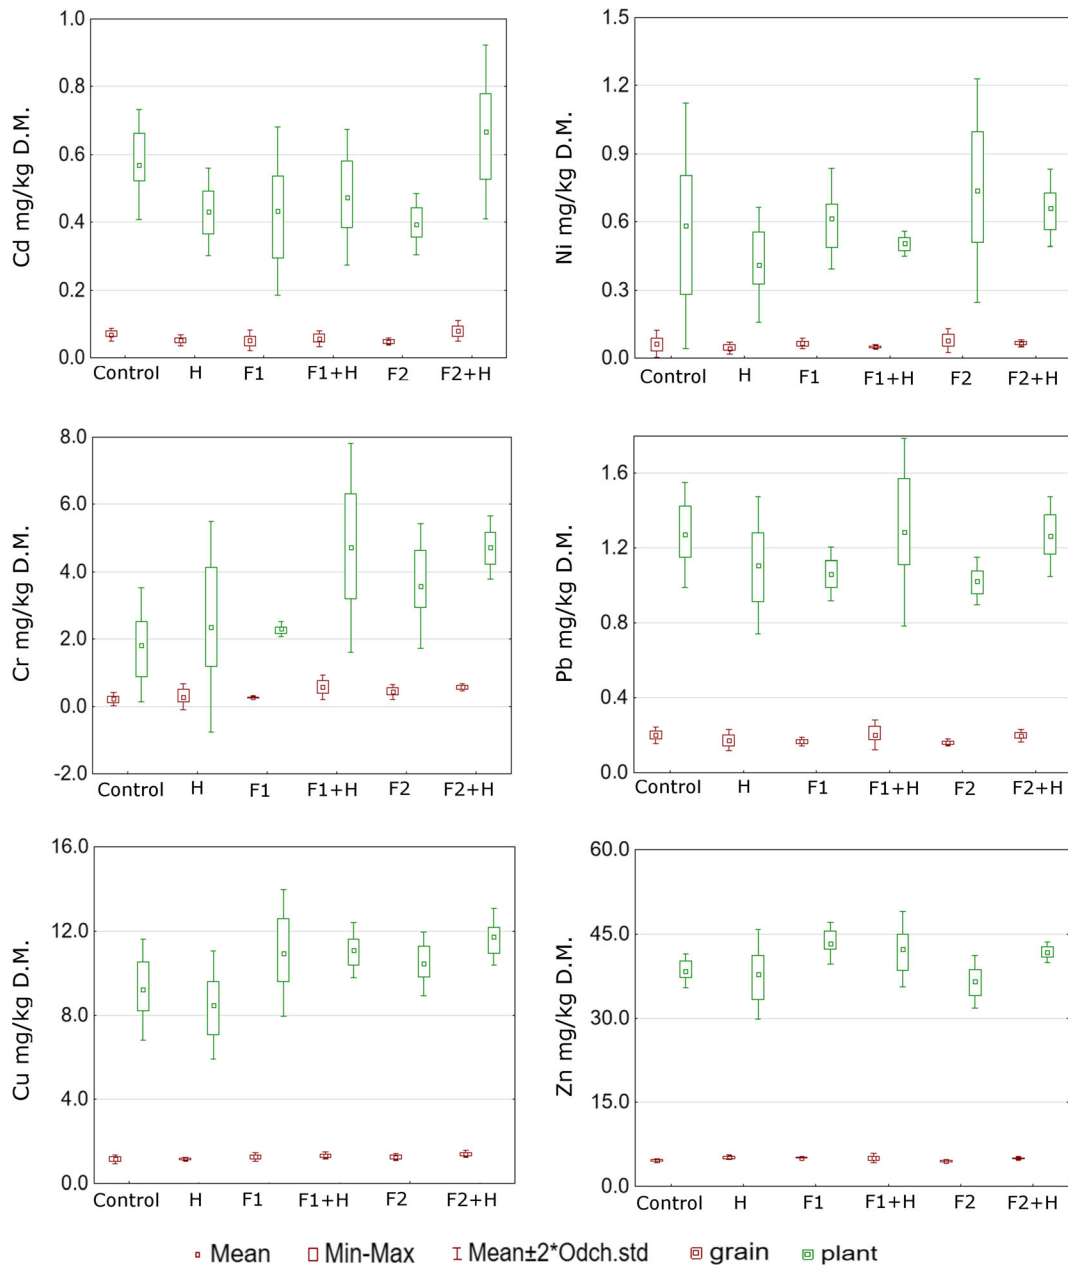 1.0
0.8
0.6
0.4
0.2
0.0
Cd mg/kg D.M.
Control H F1 F1+H F2 F2+H
1.5
1.2
0.9
0.6
0.3
0.0
Ni mg/kg D.M.
Control H F1 F1+H F2 F2+H
8.0
6.0
4.0
2.0
0.0
-2.0
Cr mg/kg D.M.
Control H F1 F1+H F2 F2+H
1.6
1.2
0.8
0.4
0.0
Pb mg/kg D.M.
Control H F1 F1+H F2 F2+H
16.0
12.0
8.0
4.0
0.0
Cu mg/kg D.M.
Control H F1 F1+H F2 F2+H
60.0
45.0
30.0
15.0
0.0
Zn mg/kg D.M.
Control H F1 F1+H F2 F2+H
Mean Min-Max Mean±2*Odch.std grain plant